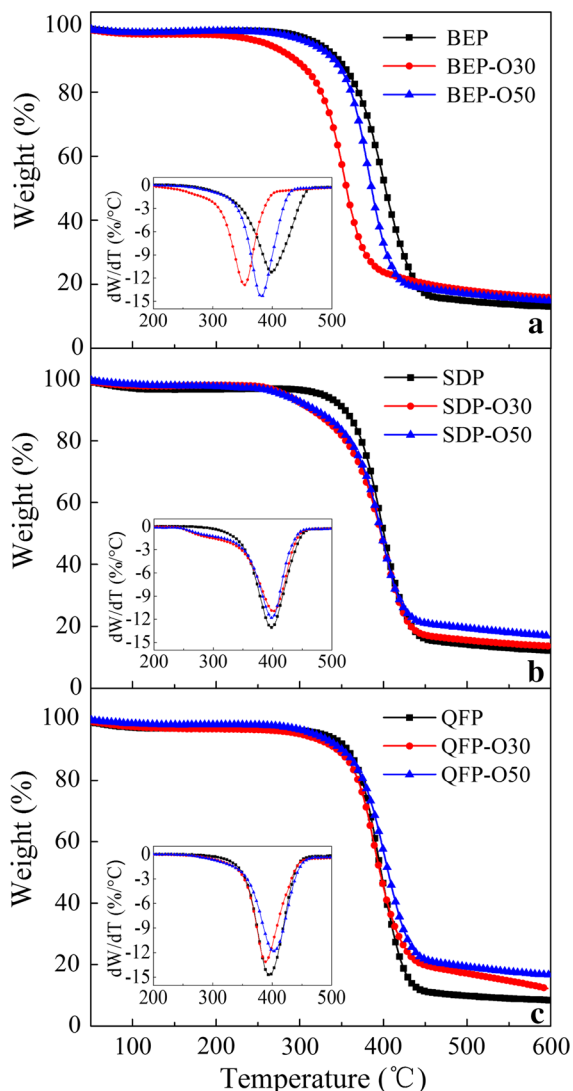 100
80
60
40
20
0
Weight (%)
BEP
BEP-O30
BEP-O50
0
-3
-6
-9
-12
-15
dW/dT (%/°C)
200 300 400 500
a
100
80
60
40
20
0
Weight (%)
SDP
SDP-O30
SDP-O50
0
-3
-6
-9
-12
-15
dW/dT (%/°C)
200 300 400 500
b
100
80
60
40
20
0
Weight (%)
QFP
QFP-O30
QFP-O50
0
-3
-6
-9
-12
-15
dW/dT (%/°C)
200 300 400 500
c
100 200 300 400 500 600
Temperature (℃)